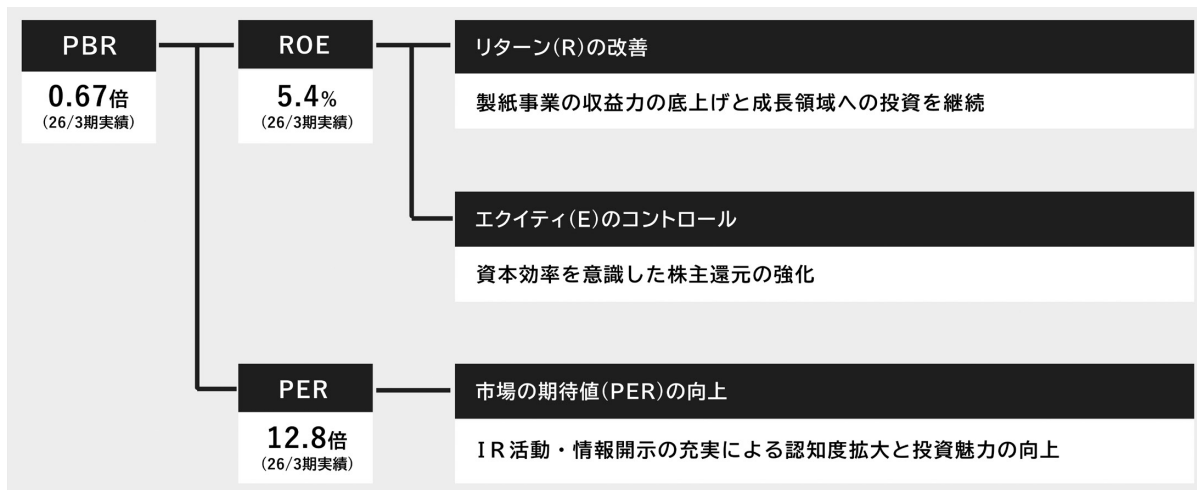 PBR
0.67倍
(26/3期実績)
ROE
5.4%
(26/3期実績)
リターン(R)の改善
製紙事業の収益力の底上げと成長領域への投資を継続
エクイティ(E)のコントロール
資本効率を意識した株主還元の強化
PER
12.8倍
(26/3期実績)
市場の期待値(PER)の向上
IR活動・情報開示の充実による認知度拡大と投資魅力の向上